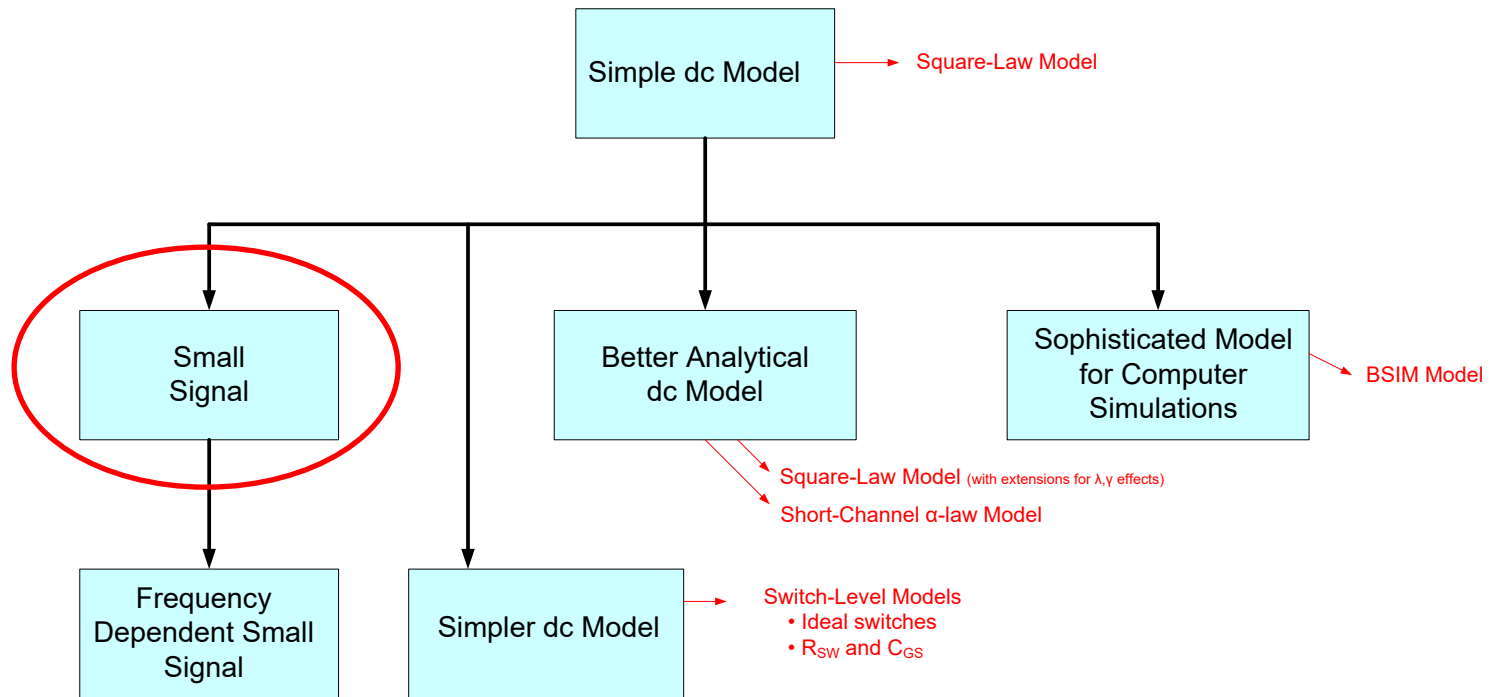 Simple dc Model
Square-Law Model
Small
Signal
Better Analytical
dc Model
Sophisticated Model
for Computer
Simulations
BSIM Model
Square-Law Model (with extensions for λ,γ effects)
Short-Channel α-law Model
Frequency
Dependent Small
Signal
Simpler dc Model
Switch-Level Models
• Ideal switches
• RSW and CGS